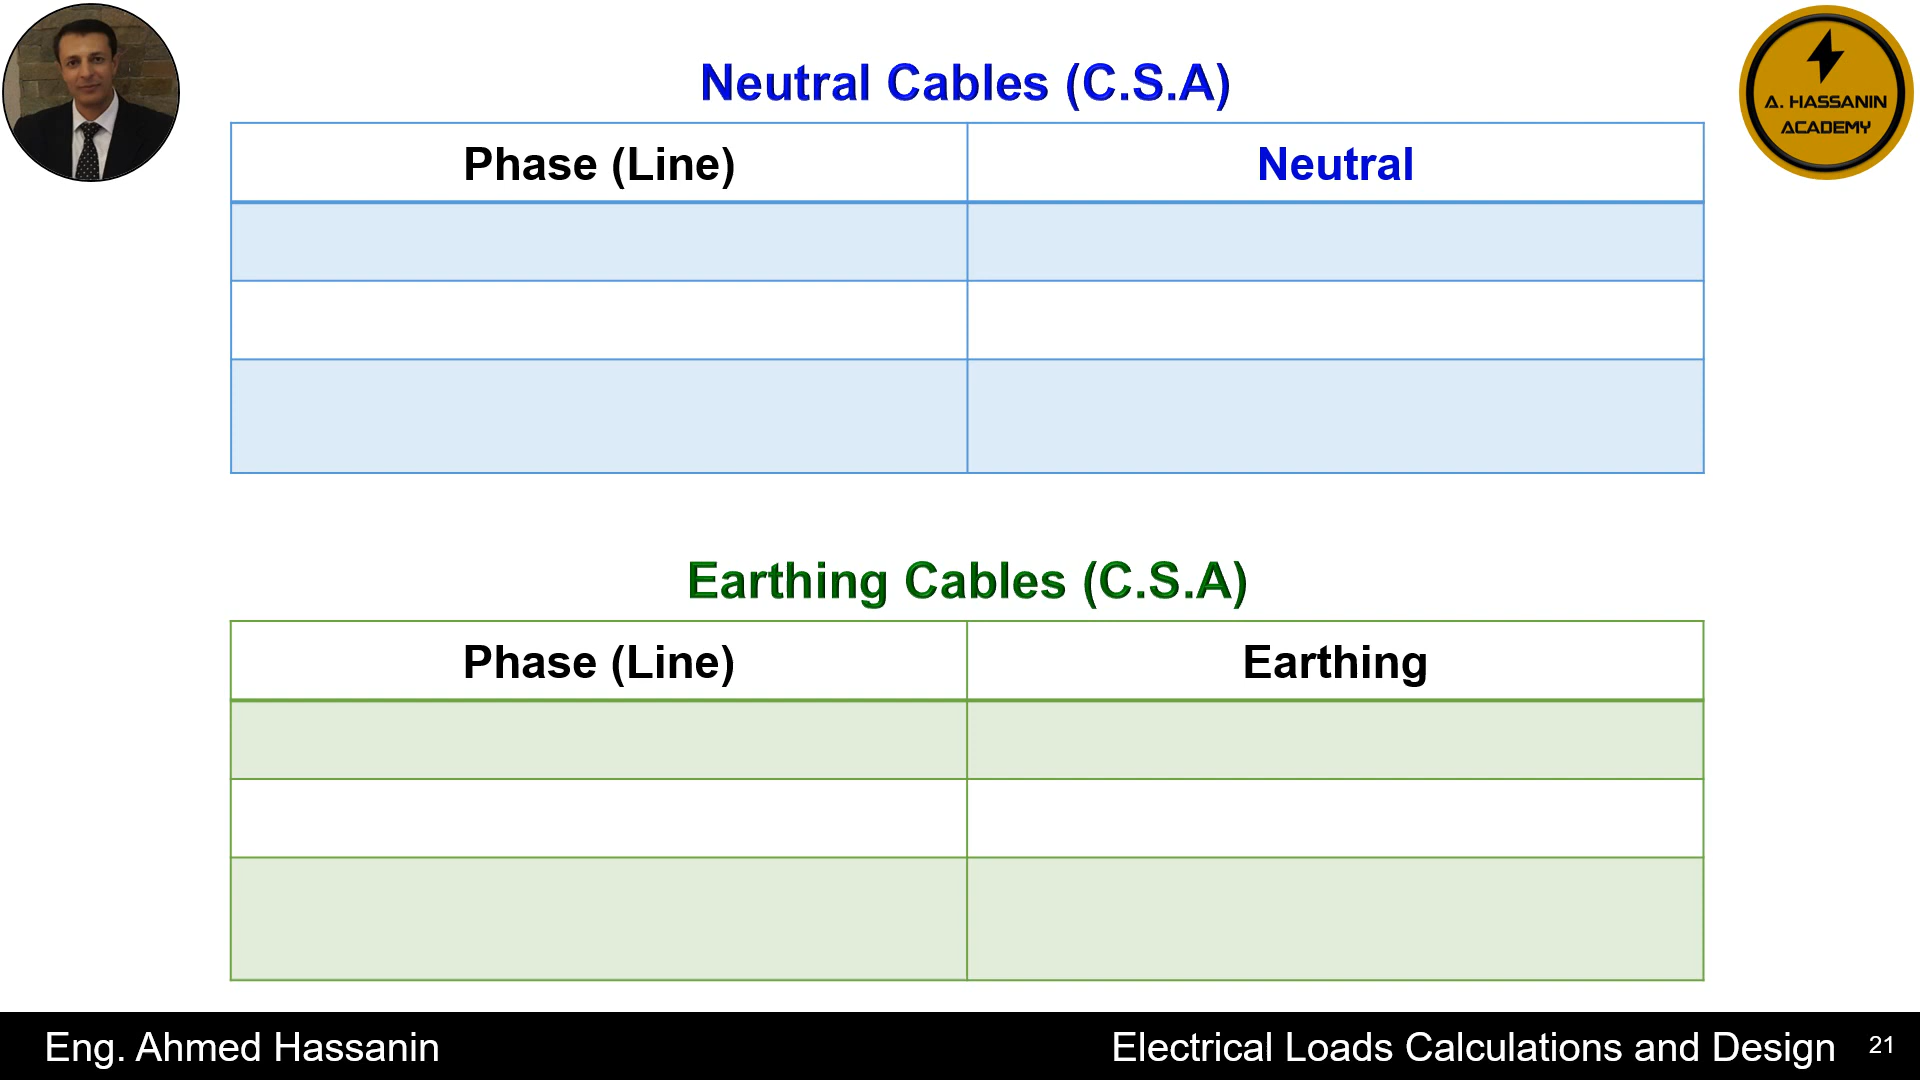 Neutral Cables (C.S.A)
Phase (Line) Neutral
Earthing Cables (C.S.A)
Phase (Line) Earthing
A. HASSANIN
ACADEMY
Eng. Ahmed Hassanin
Electrical Loads Calculations and Design 21